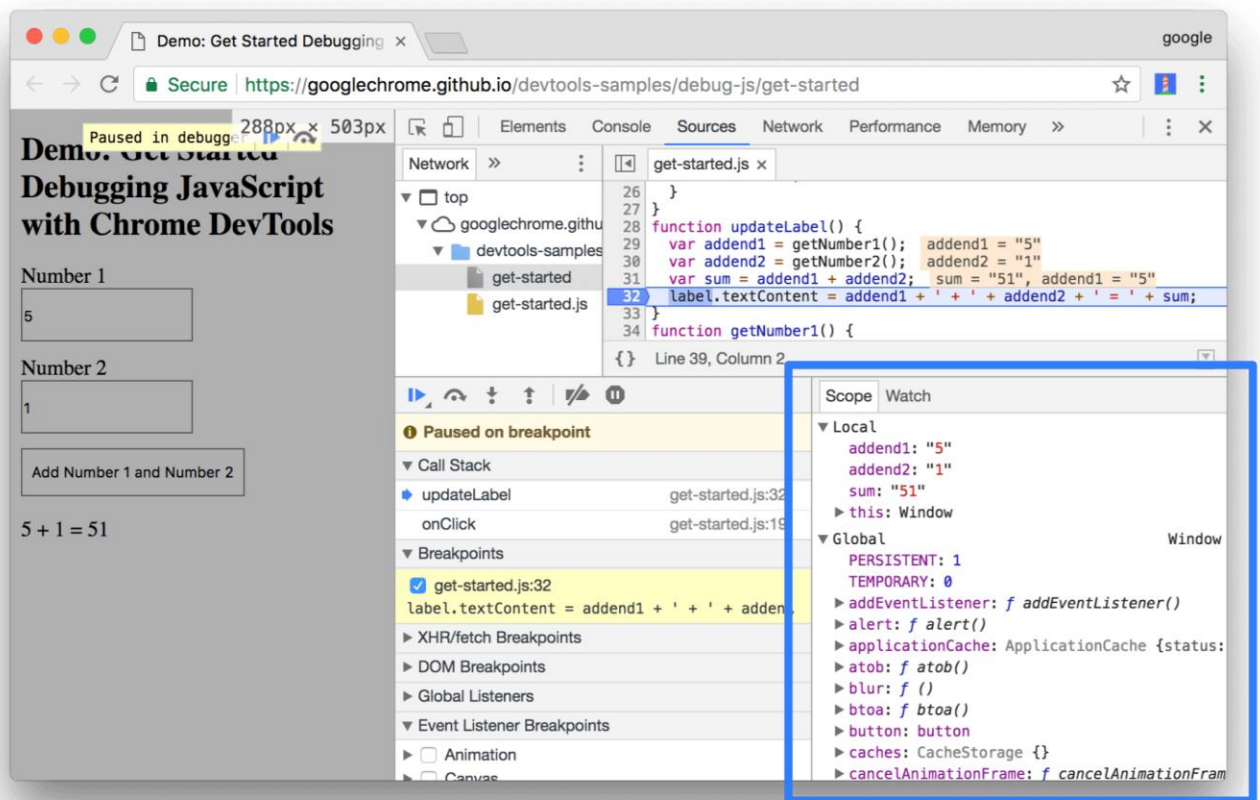 Demo: Get Started Debugging ×
google
Secure https://googlechrome.github.io/devtools-samples/debug-js/get-started
Paused in debugger
288px × 503px
Demo: Get Started
Debugging JavaScript
with Chrome DevTools
Number 1
5
Number 2
1
Add Number 1 and Number 2
5 + 1 = 51
Elements Console Sources Network Performance Memory »
Network »
top
googlechrome.githu
devtools-samples
get-started
get-started.js
get-started.js ×
26 }
27 }
28 function updateLabel() {
29 var addend1 = getNumber1(); addend1 = "5"
30 var addend2 = getNumber2(); addend2 = "1"
31 var sum = addend1 + addend2; sum = "51", addend1 = "5"
32 label.textContent = addend1 + ' + ' + addend2 + ' = ' + sum;
33 }
34 function getNumber1() {
{} Line 39, Column 2
Paused on breakpoint
Call Stack
updateLabel get-started.js:32
onClick get-started.js:19
Breakpoints
get-started.js:32
label.textContent = addend1 + ' + ' + adden
XHR/fetch Breakpoints
DOM Breakpoints
Global Listeners
Event Listener Breakpoints
Animation
Canvas
Scope Watch
Local
addend1: "5"
addend2: "1"
sum: "51"
this: Window
Global Window
PERSISTENT: 1
TEMPORARY: 0
addEventListener: ƒ addEventListener()
alert: ƒ alert()
applicationCache: ApplicationCache {status:
atob: ƒ atob()
blur: ƒ ()
btoa: ƒ btoa()
button: button
caches: CacheStorage {}
cancelAnimationFrame: ƒ cancelAnimationFram